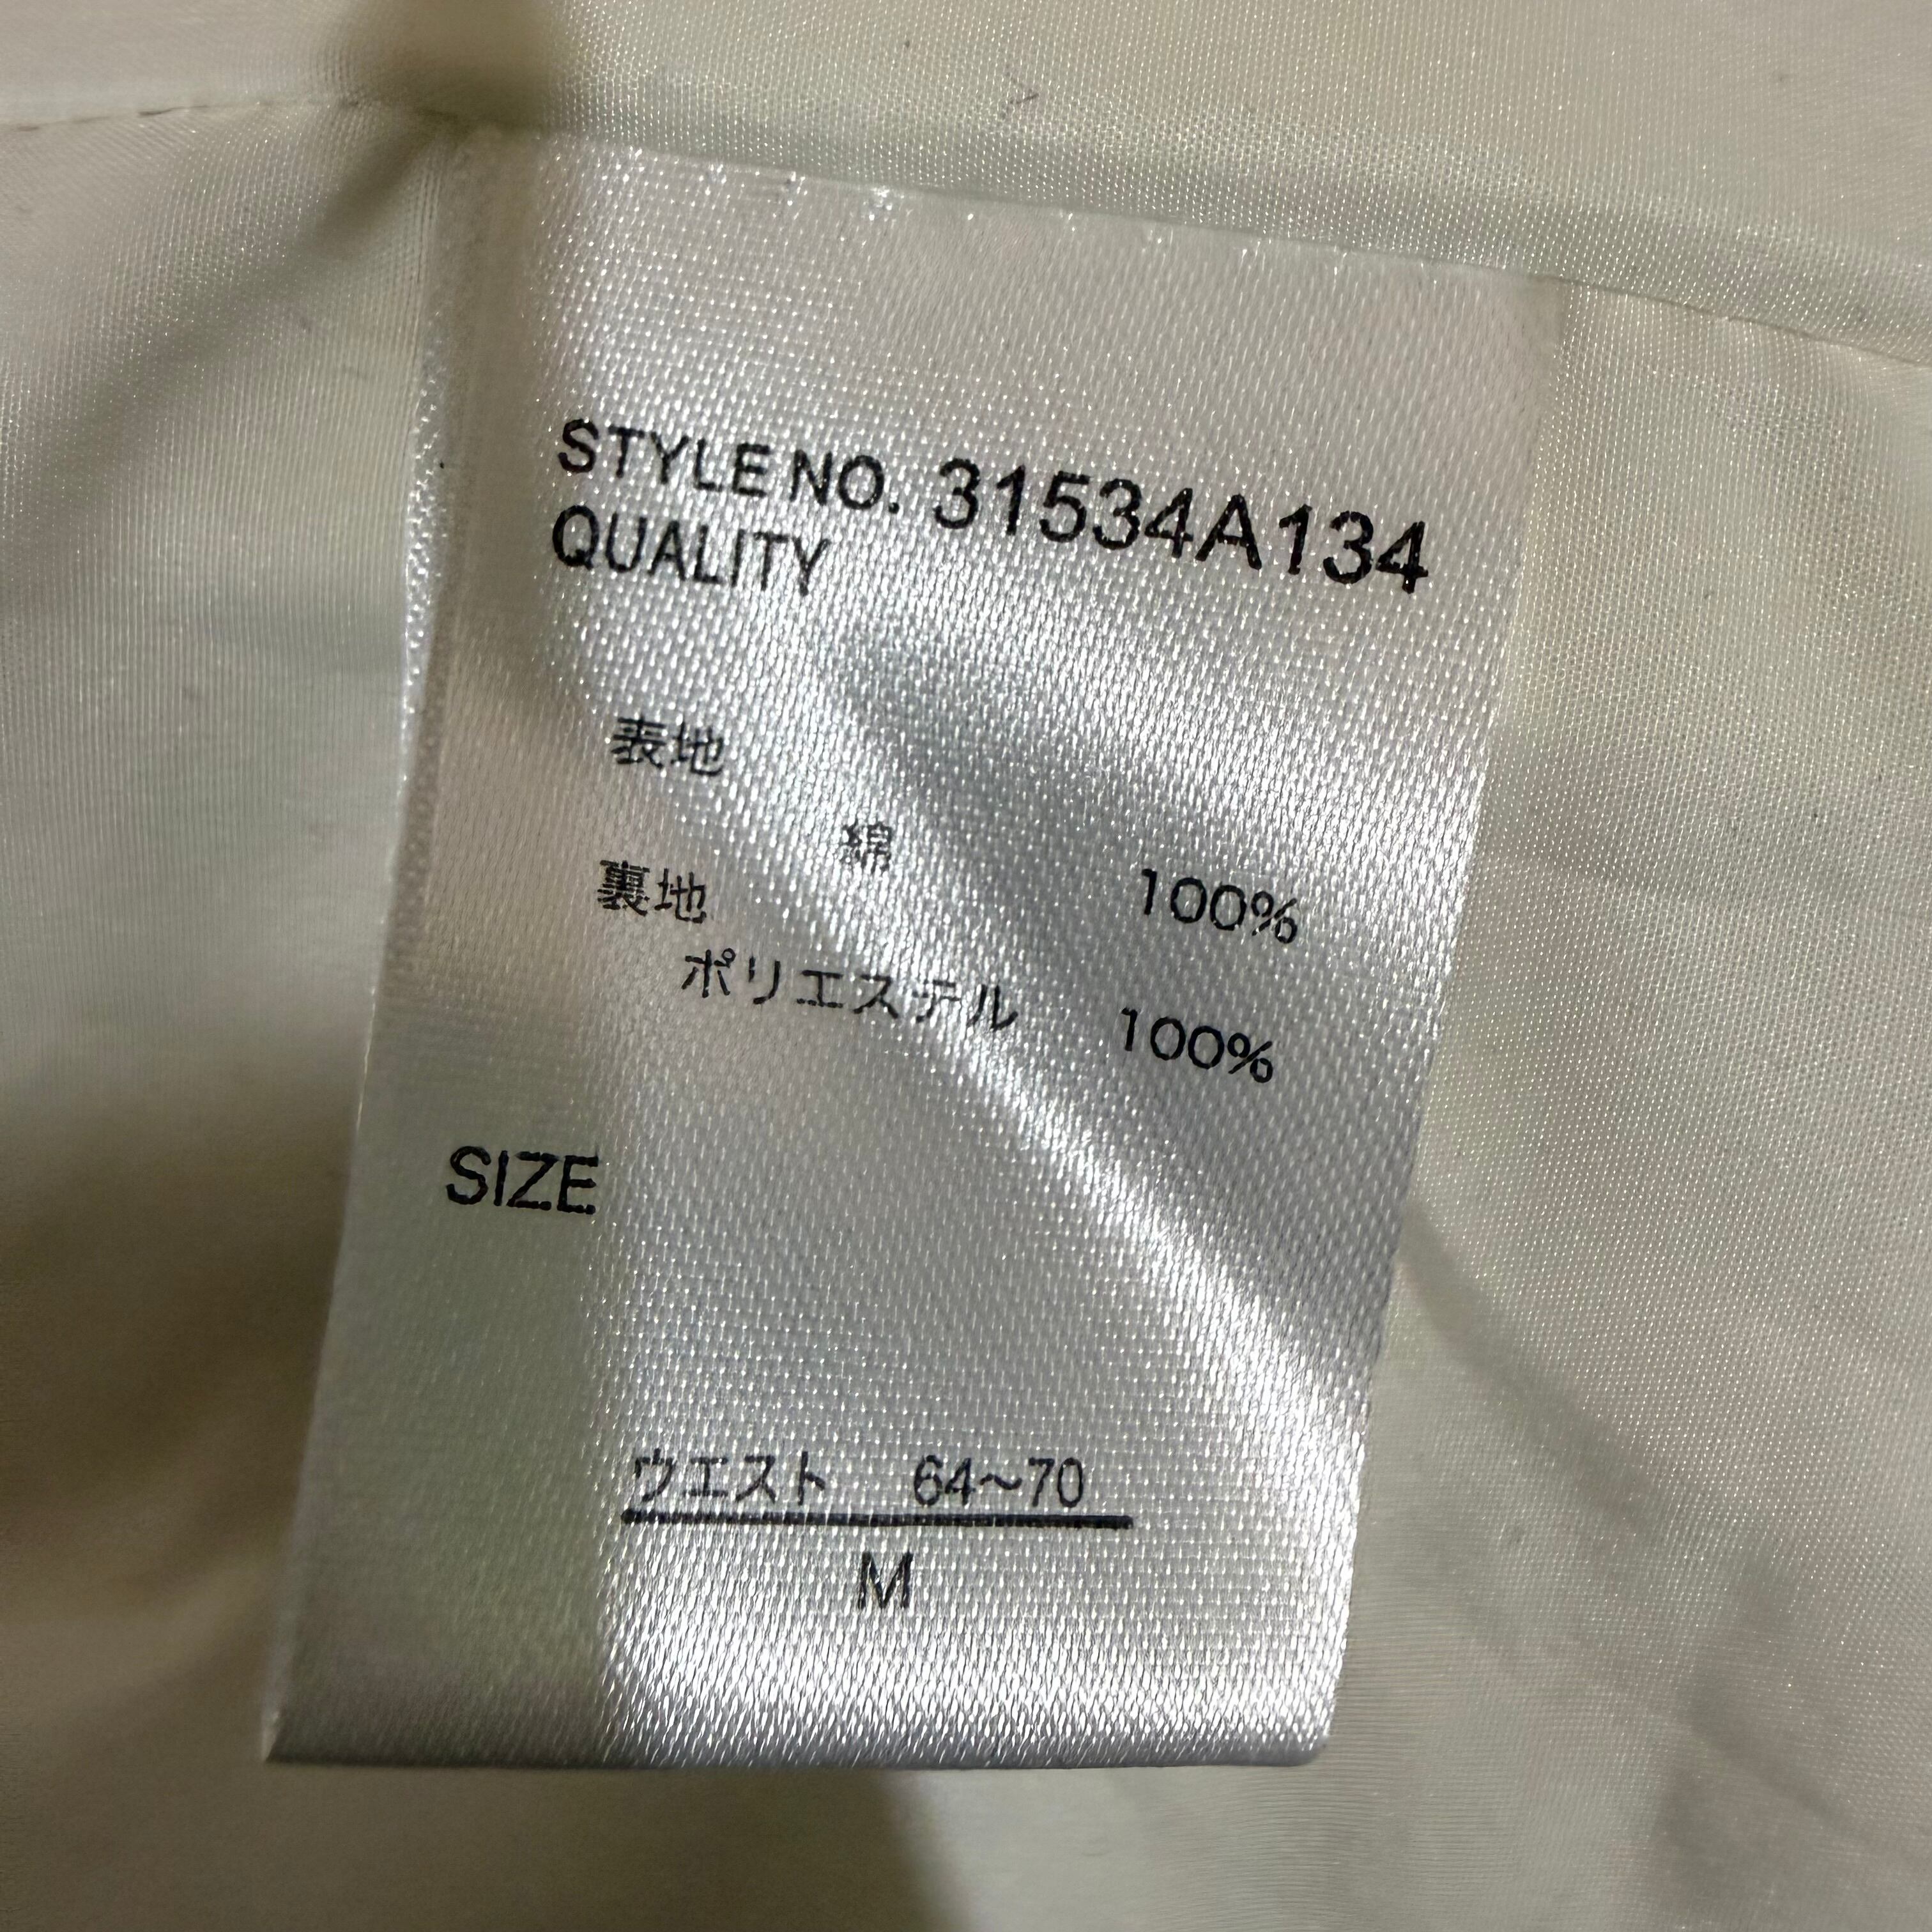 STYLE NO. 31534A134
QUALITY
表地
綿 100%
裏地
ポリエステル 100%
SIZE
ウエスト 64~70
M